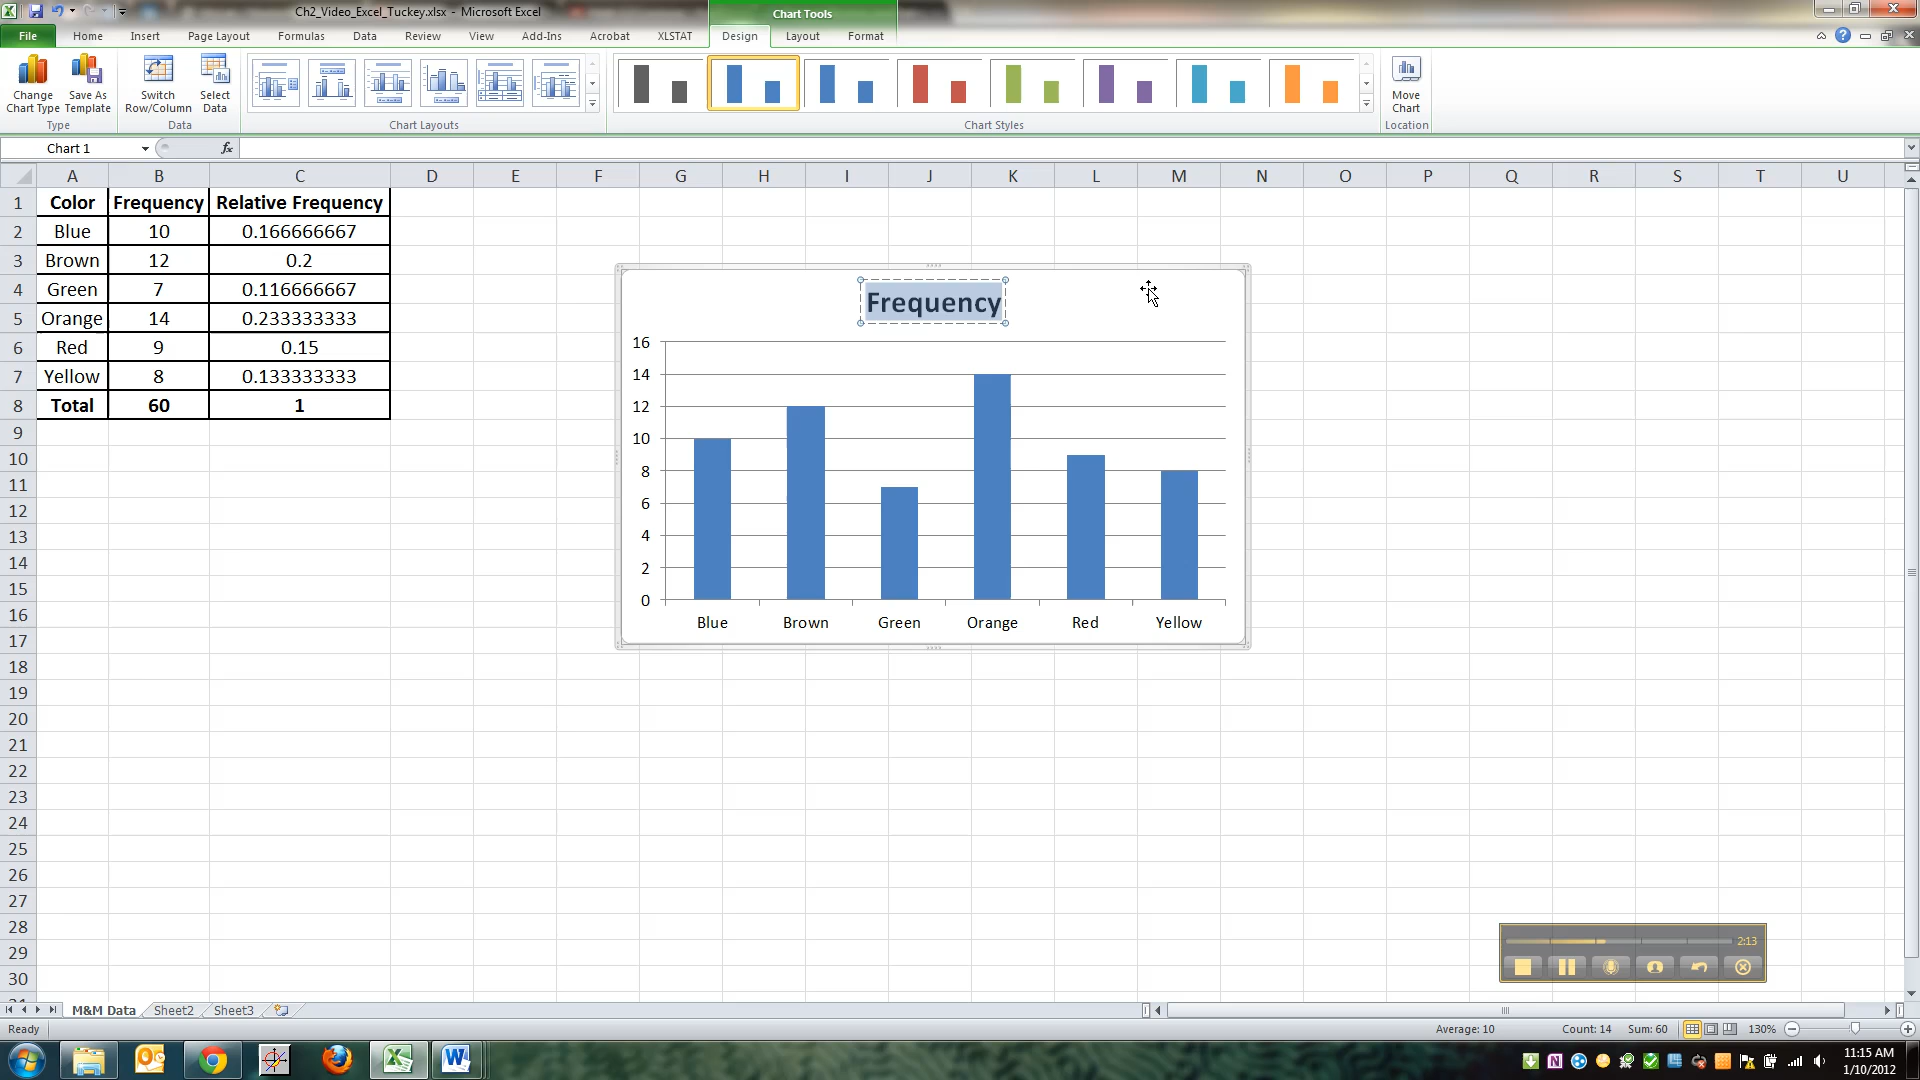 Ch2_Video_Excel_Tuckey.xlsx - Microsoft Excel
Chart Tools
File Home Insert Page Layout Formulas Data Review View Add-Ins Acrobat XLSTAT Design Layout Format
Change Chart Type
Save As Template
Switch Row/Column
Select Data
Move Chart
Type Data Chart Layouts Chart Styles Location
Chart 1 fx
A B C D E F G H I J K L M N O P Q R S T U
1 Color Frequency Relative Frequency
2 Blue 10 0.166666667
3 Brown 12 0.2
4 Green 7 0.116666667
5 Orange 14 0.233333333
6 Red 9 0.15
7 Yellow 8 0.133333333
8 Total 60 1
9
10
11
12
13
14
15
16
17
18
19
20
21
22
23
24
25
26
27
28
29
30
Frequency
16
14
12
10
8
6
4
2
0
Blue Brown Green Orange Red Yellow
2:13
M&M Data Sheet2 Sheet3
Ready Average: 10 Count: 14 Sum: 60 130%
11:15 AM
1/10/2012